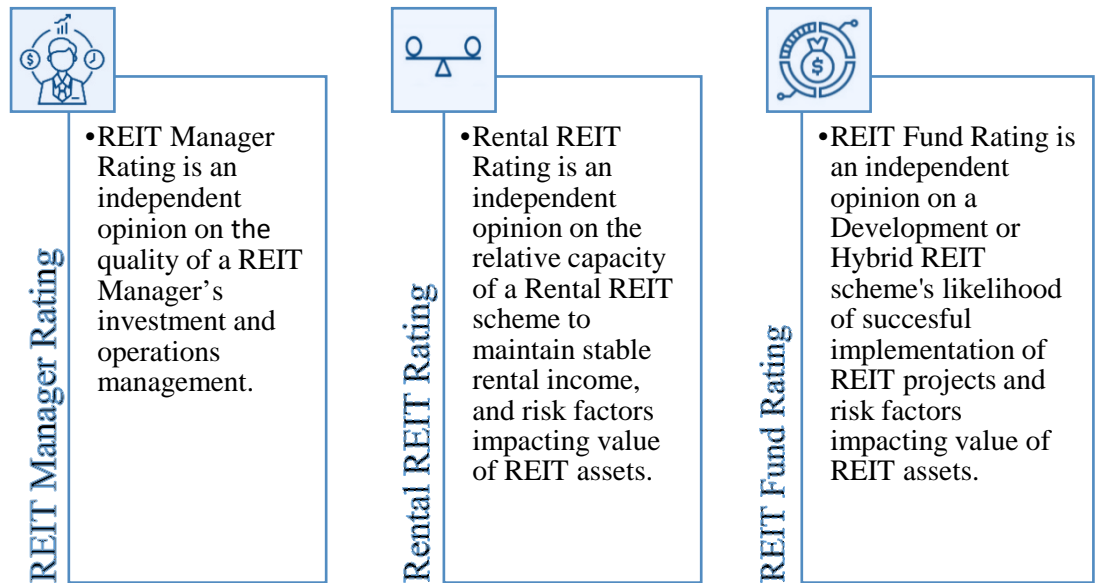 REIT Manager Rating
•REIT Manager
Rating is an
independent
opinion on the
quality of a REIT
Manager’s
investment and
operations
management.
Rental REIT Rating
•Rental REIT
Rating is an
independent
opinion on the
relative capacity
of a Rental REIT
scheme to
maintain stable
rental income,
and risk factors
impacting value
of REIT assets.
REIT Fund Rating
•REIT Fund Rating is
an independent
opinion on a
Development or
Hybrid REIT
scheme's likelihood
of succesful
implementation of
REIT projects and
risk factors
impacting value of
REIT assets.